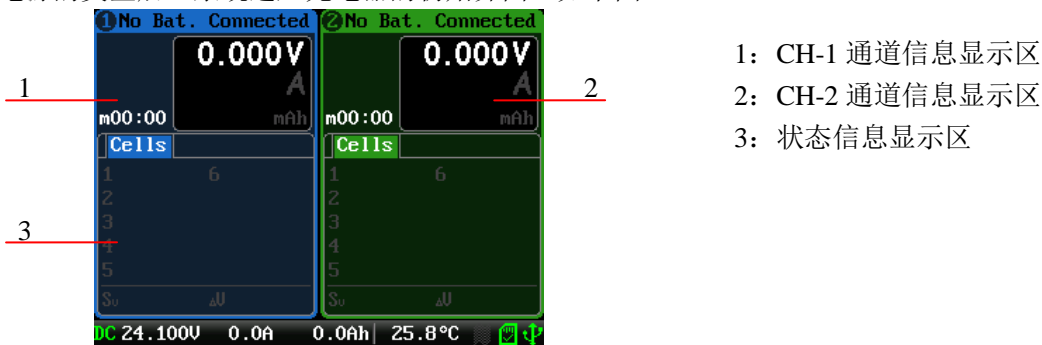 1No Bat. Connected 2No Bat. Connected
0.000V 0.000V
A A
m00:00 mAh m00:00 mAh
Cells Cells
1 6 1 6
2 2
3 3
4 4
5 5
Sv ΔU Sv ΔU
DC 24.100V 0.0A 0.0Ah 25.8°C
1
2
3
1：CH-1 通道信息显示区
2：CH-2 通道信息显示区
3：状态信息显示区